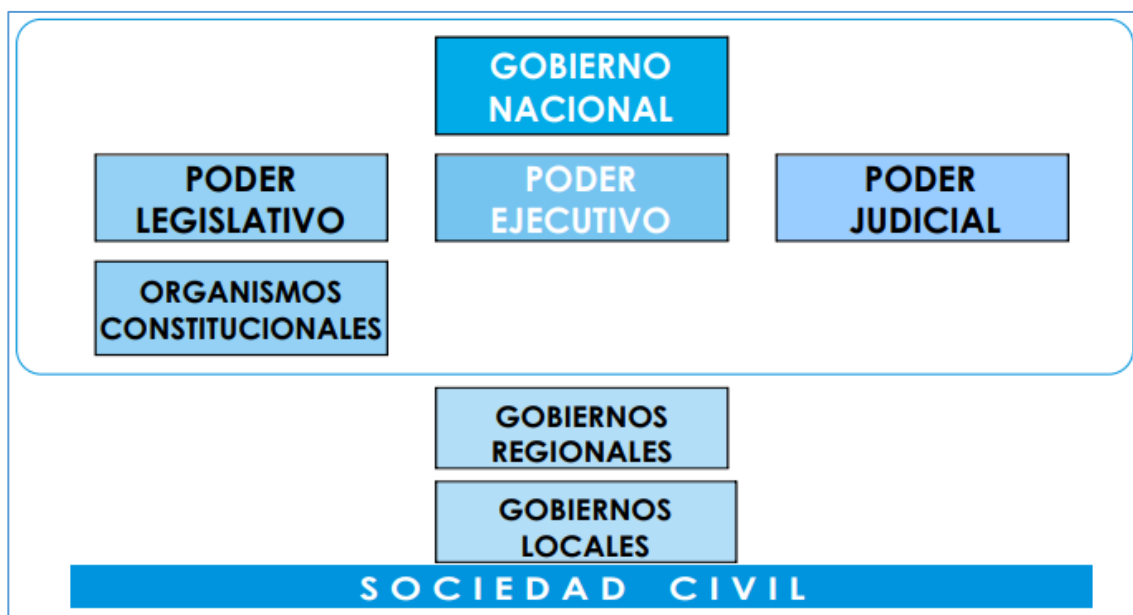 GOBIERNO
NACIONAL
PODER
LEGISLATIVO
PODER
EJECUTIVO
PODER
JUDICIAL
ORGANISMOS
CONSTITUCIONALES
GOBIERNOS
REGIONALES
GOBIERNOS
LOCALES
SOCIEDAD CIVIL